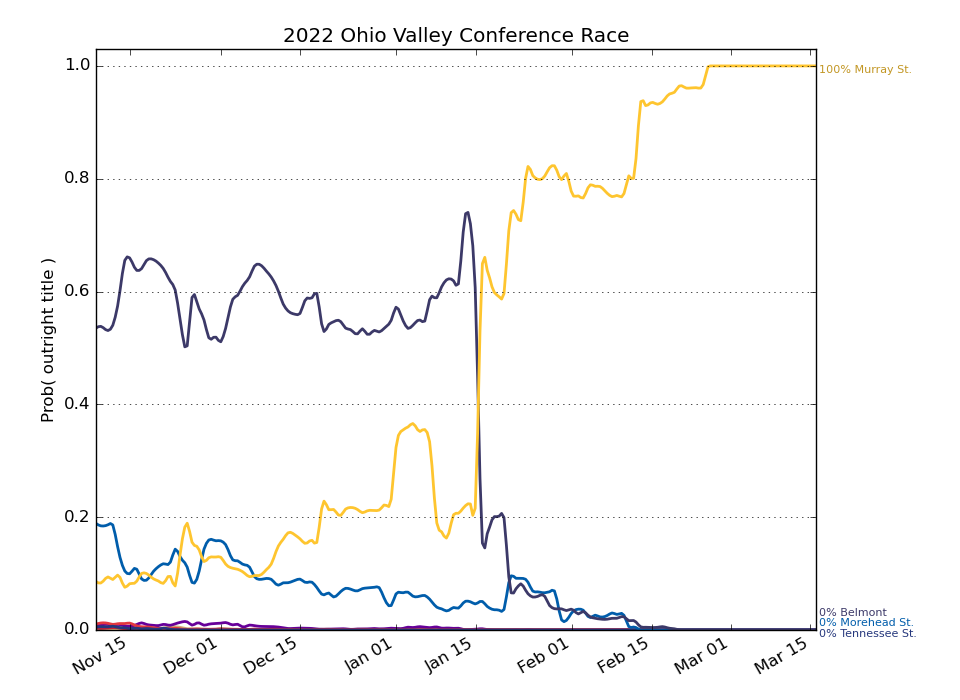 2022 Ohio Valley Conference Race
Prob( outright title )
1.0
0.8
0.6
0.4
0.2
0.0
Nov 15
Dec 01
Dec 15
Jan 01
Jan 15
Feb 01
Feb 15
Mar 01
Mar 15
100% Murray St.
0% Belmont
0% Morehead St.
0% Tennessee St.